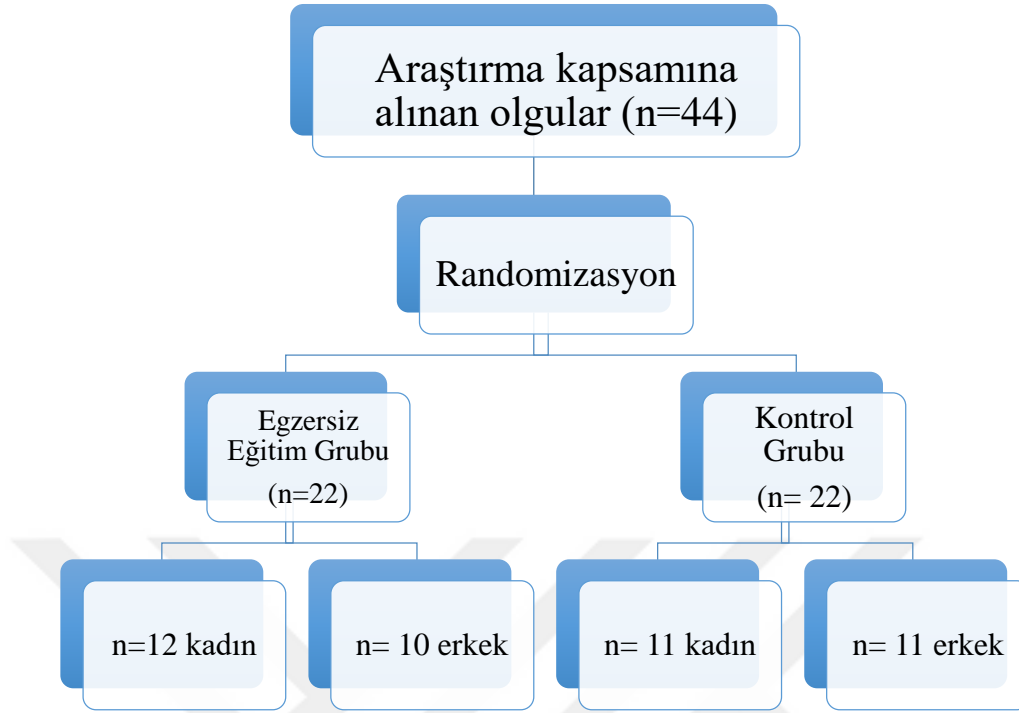 Araştırma kapsamına
alınan olgular (n=44)
Randomizasyon
Egzersiz
Eğitim Grubu
(n=22)
Kontrol
Grubu
(n= 22)
n=12 kadın
n= 10 erkek
n= 11 kadın
n= 11 erkek